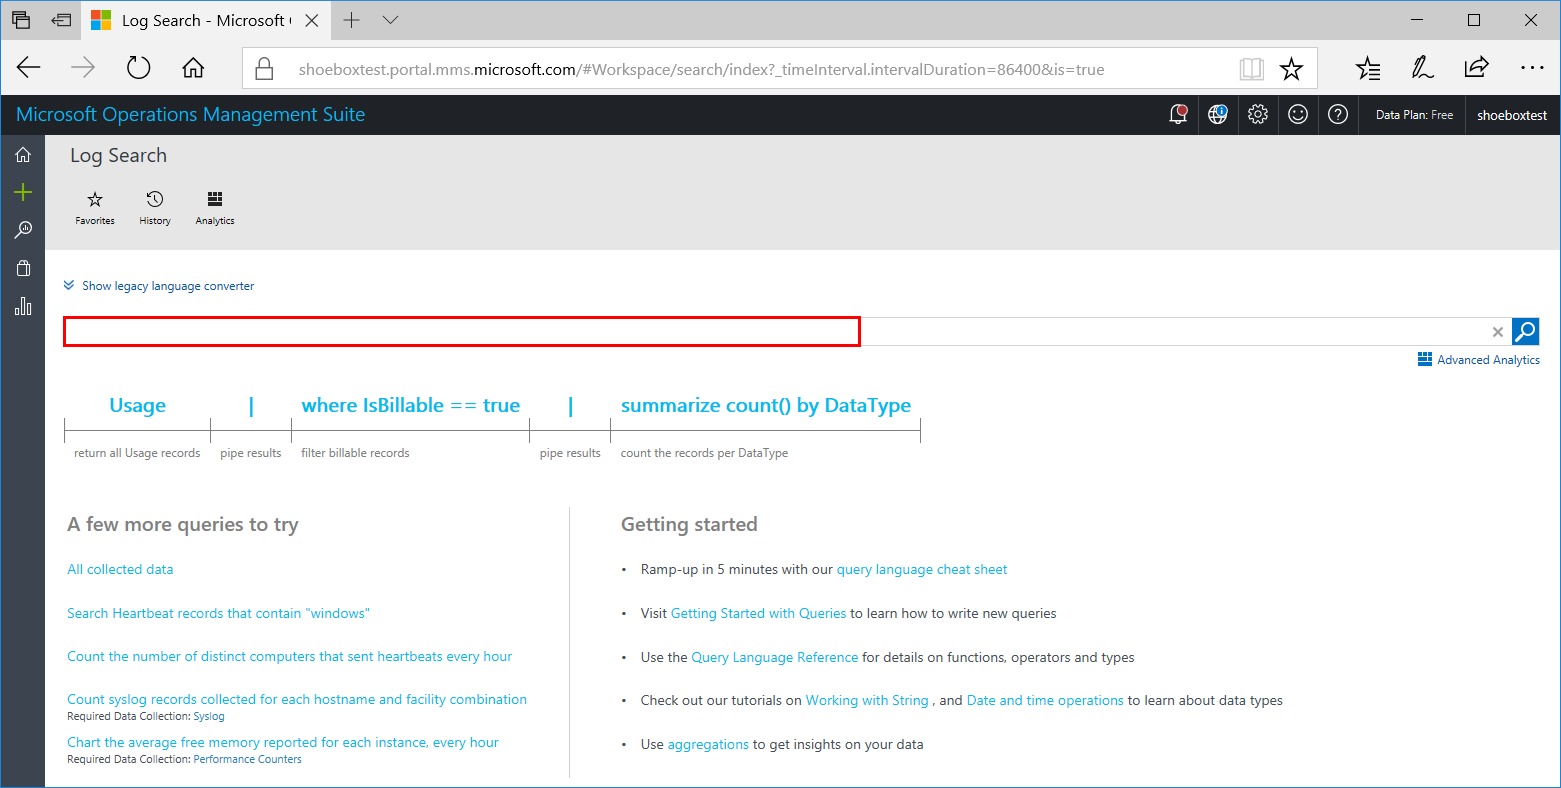 Log Search - Microsoft (
shoeboxtest.portal.mms.microsoft.com/#Workspace/search/index?_timeInterval.intervalDuration=86400&is=true
Microsoft Operations Management Suite
Data Plan: Free
shoeboxtest
Log Search
Favorites
History
Analytics
Show legacy language converter
Advanced Analytics
Usage | where IsBillable == true | summarize count() by DataType
return all Usage records pipe results filter billable records pipe results count the records per DataType
A few more queries to try
All collected data
Search Heartbeat records that contain "windows"
Count the number of distinct computers that sent heartbeats every hour
Count syslog records collected for each hostname and facility combination
Required Data Collection: Syslog
Chart the average free memory reported for each instance, every hour
Required Data Collection: Performance Counters
Getting started
• Ramp-up in 5 minutes with our query language cheat sheet
• Visit Getting Started with Queries to learn how to write new queries
• Use the Query Language Reference for details on functions, operators and types
• Check out our tutorials on Working with String , and Date and time operations to learn about data types
• Use aggregations to get insights on your data